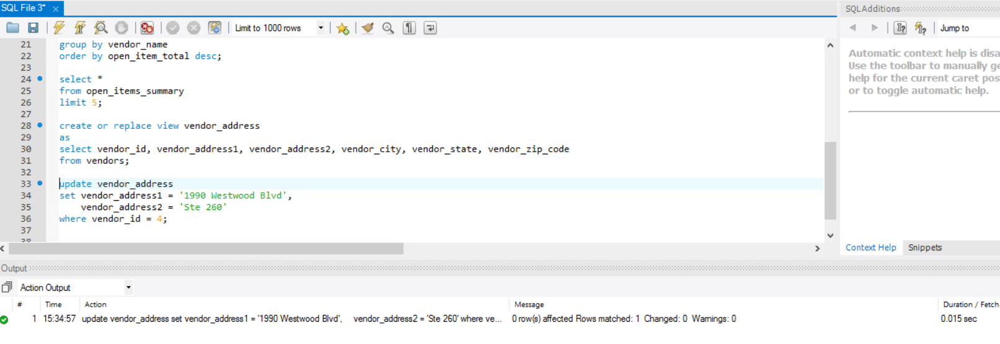 SQL File 3* ×
SQLAdditions
Limit to 1000 rows
Jump to
21 group by vendor_name
22 order by open_item_total desc;
23
24 select *
25 from open_items_summary
26 limit 5;
27
28 create or replace view vendor_address
29 as
30 select vendor_id, vendor_address1, vendor_address2, vendor_city, vendor_state, vendor_zip_code
31 from vendors;
32
33 update vendor_address
34 set vendor_address1 = '1990 Westwood Blvd',
35 vendor_address2 = 'Ste 260'
36 where vendor_id = 4;
37
38
Automatic context help is disa
Use the toolbar to manually ge
help for the current caret pos
or to toggle automatic help.
Context Help Snippets
Output
Action Output
# Time Action Message Duration / Fetch
1 15:34:57 update vendor_address set vendor_address1 = '1990 Westwood Blvd', vendor_address2 = 'Ste 260' where ve... 0 row(s) affected Rows matched: 1 Changed: 0 Warnings: 0 0.015 sec